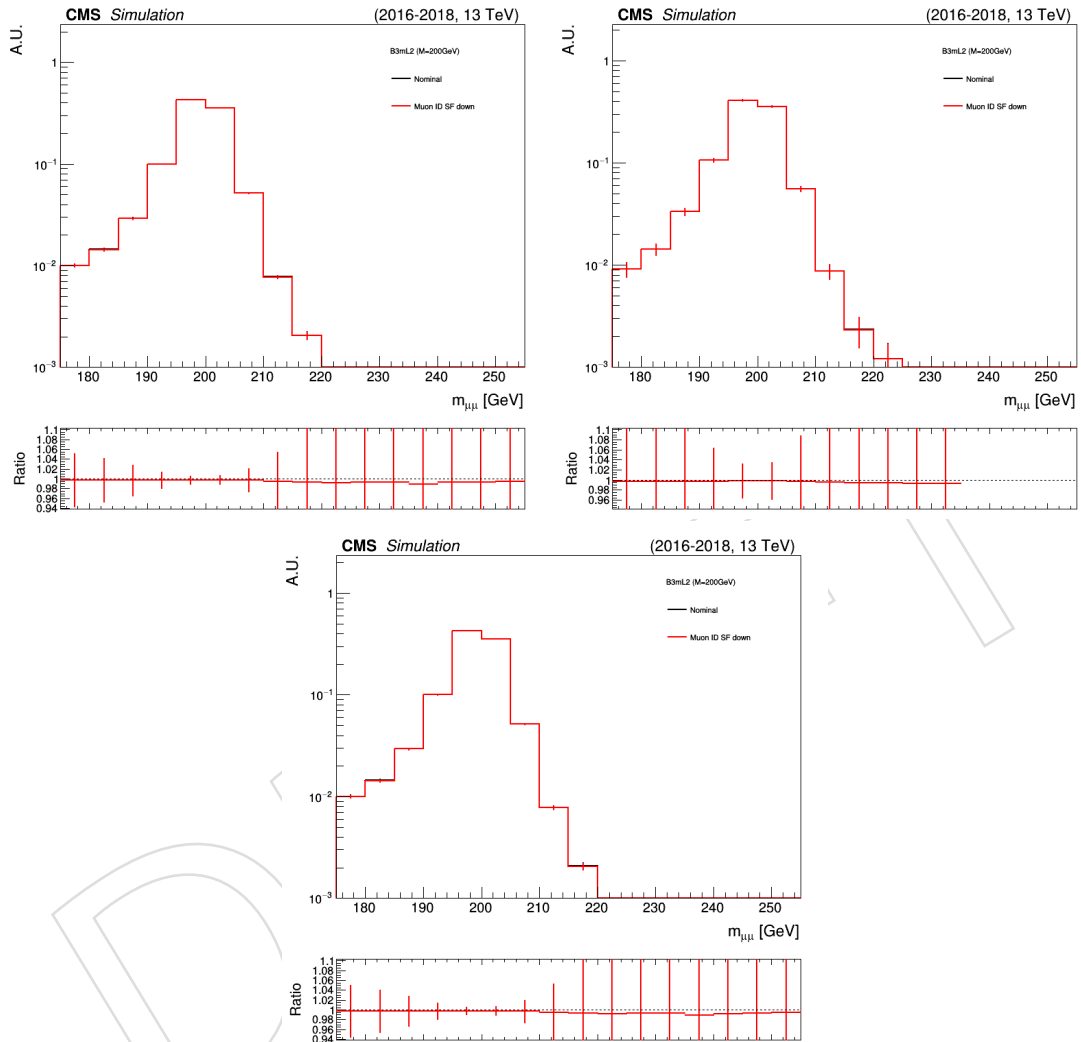 CMS Simulation (2016-2018, 13 TeV)
A.U.
B3mL2 (M=200GeV)
Nominal
Muon ID SF down
1
10⁻¹
10⁻²
10⁻³
180 190 200 210 220 230 240 250
m_μμ [GeV]
Ratio
1.1
1.08
1.06
1.04
1.02
1
0.98
0.96
0.94
CMS Simulation (2016-2018, 13 TeV)
A.U.
B3mL2 (M=200GeV)
Nominal
Muon ID SF down
1
10⁻¹
10⁻²
10⁻³
180 190 200 210 220 230 240 250
m_μμ [GeV]
Ratio
1.1
1.08
1.06
1.04
1.02
1
0.98
0.96
CMS Simulation (2016-2018, 13 TeV)
A.U.
B3mL2 (M=200GeV)
Nominal
Muon ID SF down
1
10⁻¹
10⁻²
10⁻³
180 190 200 210 220 230 240 250
m_μμ [GeV]
Ratio
1.1
1.08
1.06
1.04
1.02
1
0.98
0.96
0.94